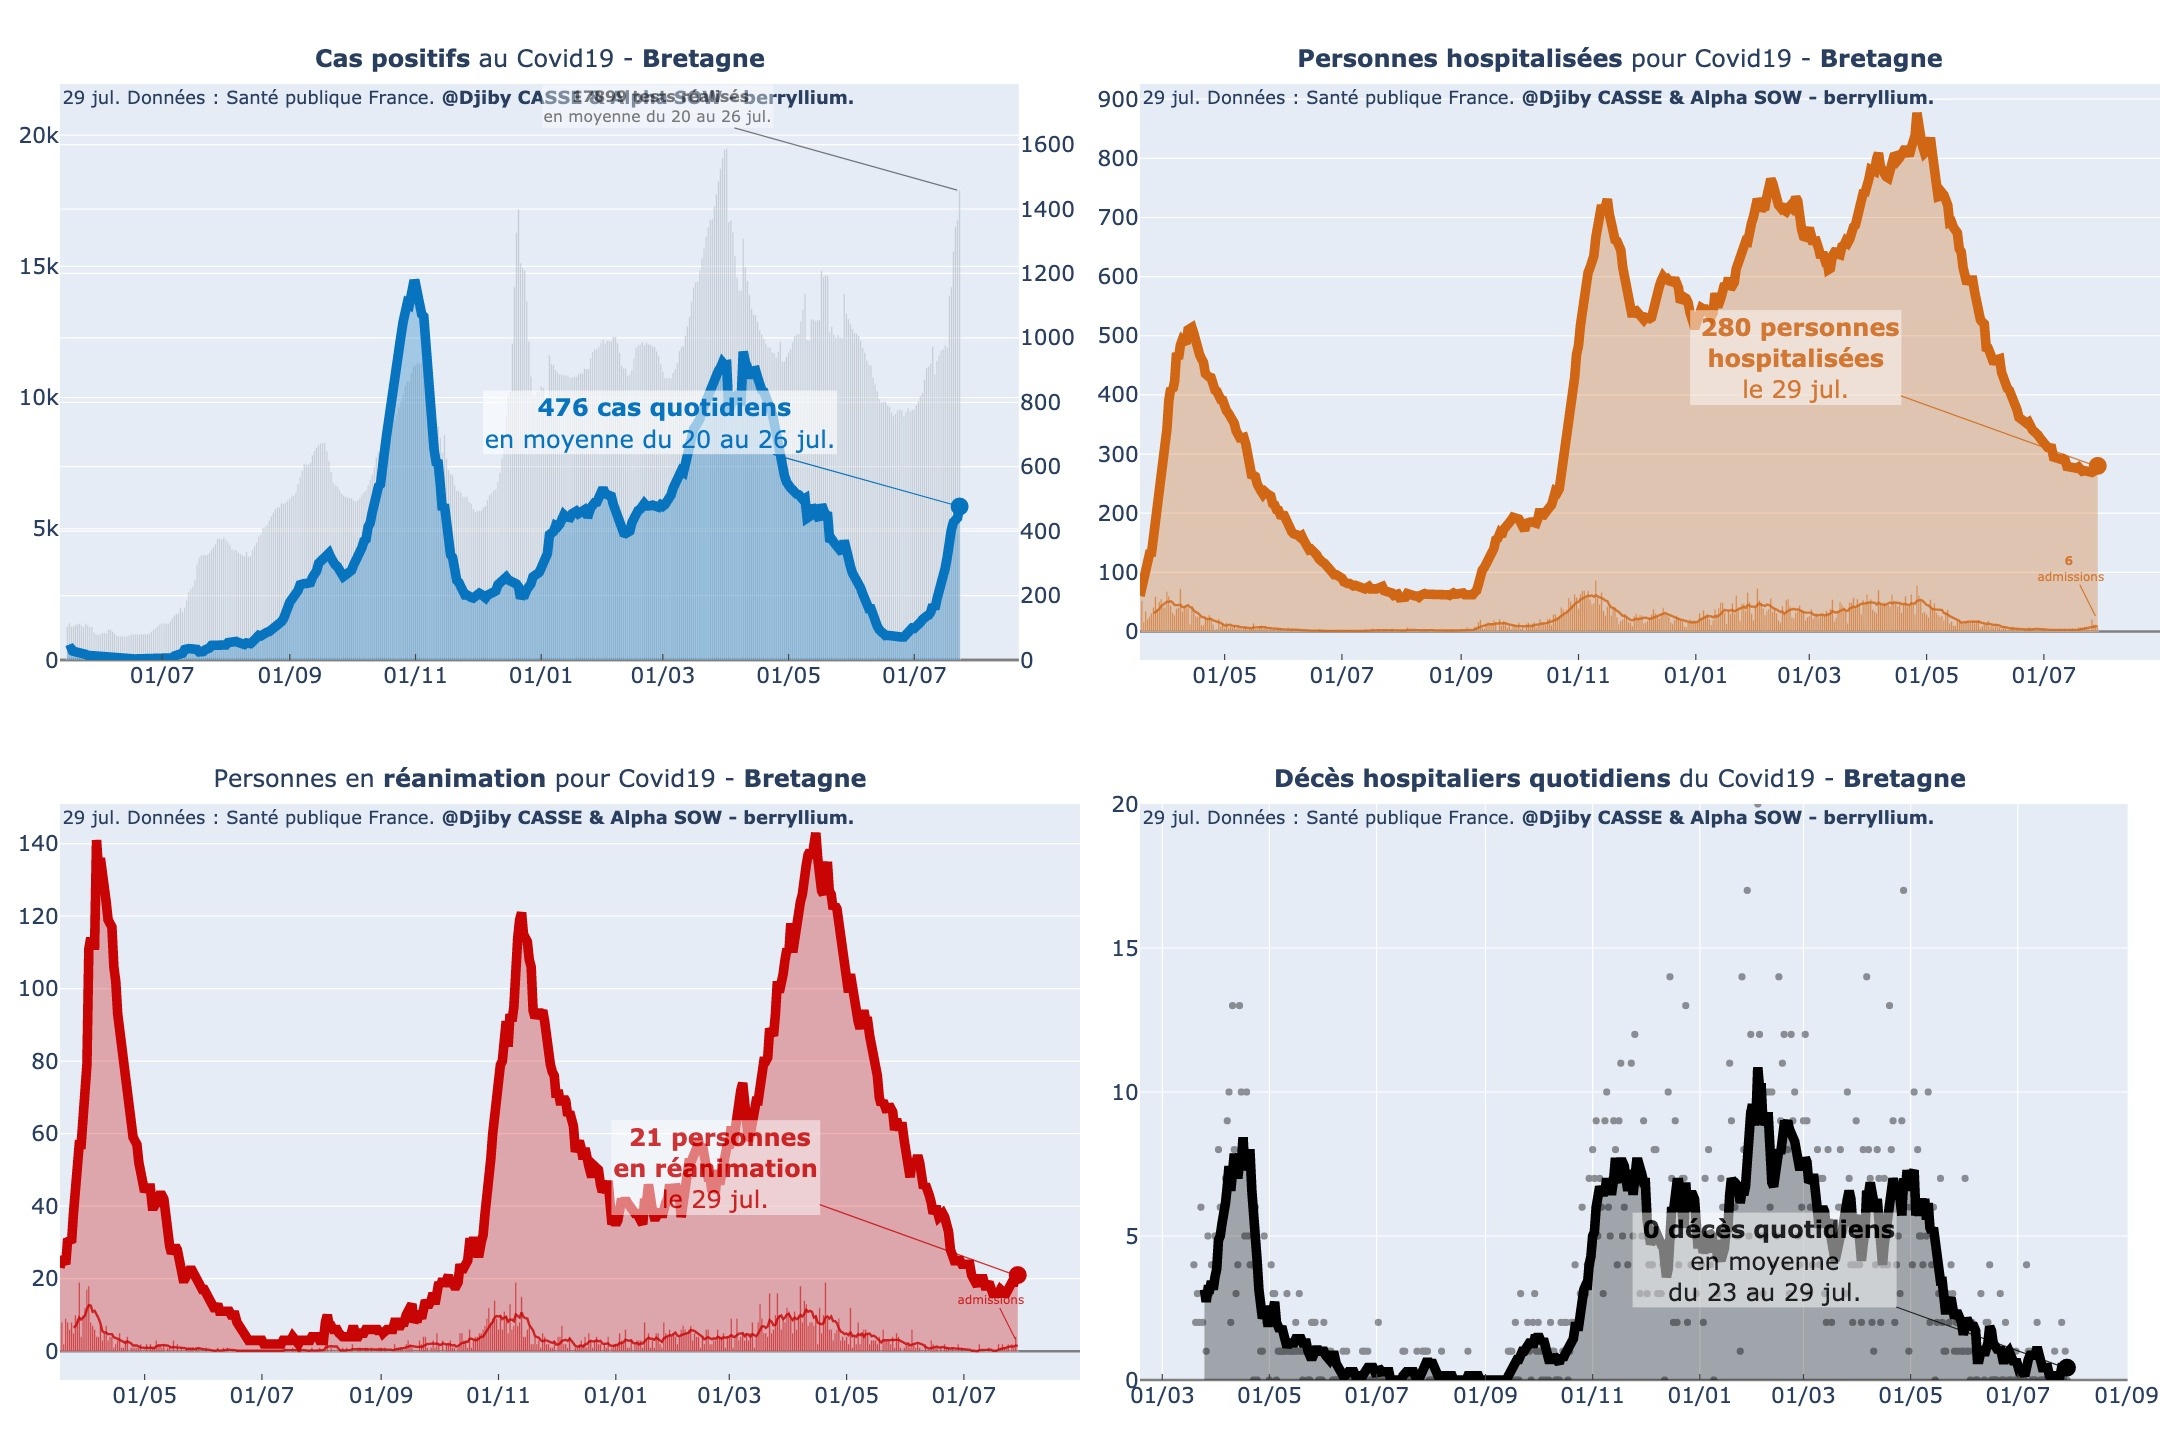 Cas positifs au Covid19 - Bretagne
29 jul. Données : Santé publique France. @Djiby CASSE & Alpha SOW - berryllium.
en moyenne du 20 au 26 jul.
20k
15k
10k
5k
0
1600
1400
1200
1000
800
600
400
200
0
476 cas quotidiens
en moyenne du 20 au 26 jul.
01/07 01/09 01/11 01/01 01/03 01/05 01/07
Personnes hospitalisées pour Covid19 - Bretagne
29 jul. Données : Santé publique France. @Djiby CASSE & Alpha SOW - berryllium.
900
800
700
600
500
400
300
200
100
0
280 personnes
hospitalisées
le 29 jul.
6
admissions
01/05 01/07 01/09 01/11 01/01 01/03 01/05 01/07
Personnes en réanimation pour Covid19 - Bretagne
29 jul. Données : Santé publique France. @Djiby CASSE & Alpha SOW - berryllium.
140
120
100
80
60
40
20
0
21 personnes
en réanimation
le 29 jul.
admissions
01/05 01/07 01/09 01/11 01/01 01/03 01/05 01/07
Décès hospitaliers quotidiens du Covid19 - Bretagne
29 jul. Données : Santé publique France. @Djiby CASSE & Alpha SOW - berryllium.
20
15
10
5
0
0 décès quotidiens
en moyenne
du 23 au 29 jul.
01/03 01/05 01/07 01/09 01/11 01/01 01/03 01/05 01/07 01/09